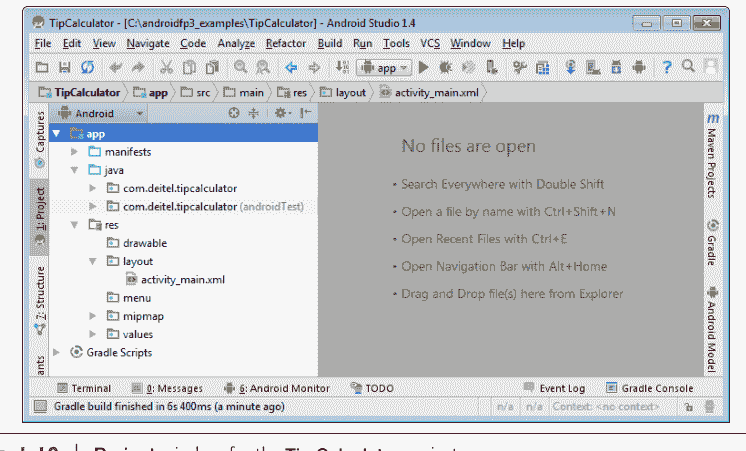 TipCalculator - [C:\androidfp3_examples\TipCalculator] - Android Studio 1.4
File Edit View Navigate Code Analyze Refactor Build Run Tools VCS Window Help
app
TipCalculator app src main res layout activity_main.xml
Android
Captures
1: Project
2: Structure
ants
app
manifests
java
com.deitel.tipcalculator
com.deitel.tipcalculator (androidTest)
res
drawable
layout
activity_main.xml
menu
mipmap
values
Gradle Scripts
No files are open
• Search Everywhere with Double Shift
• Open a file by name with Ctrl+Shift+N
• Open Recent Files with Ctrl+E
• Open Navigation Bar with Alt+Home
• Drag and Drop file(s) here from Explorer
m Maven Projects
Gradle
Android Model
Terminal 0: Messages 6: Android Monitor TODO Event Log Gradle Console
Gradle build finished in 6s 400ms (a minute ago) n/a n/a Context: <no context>